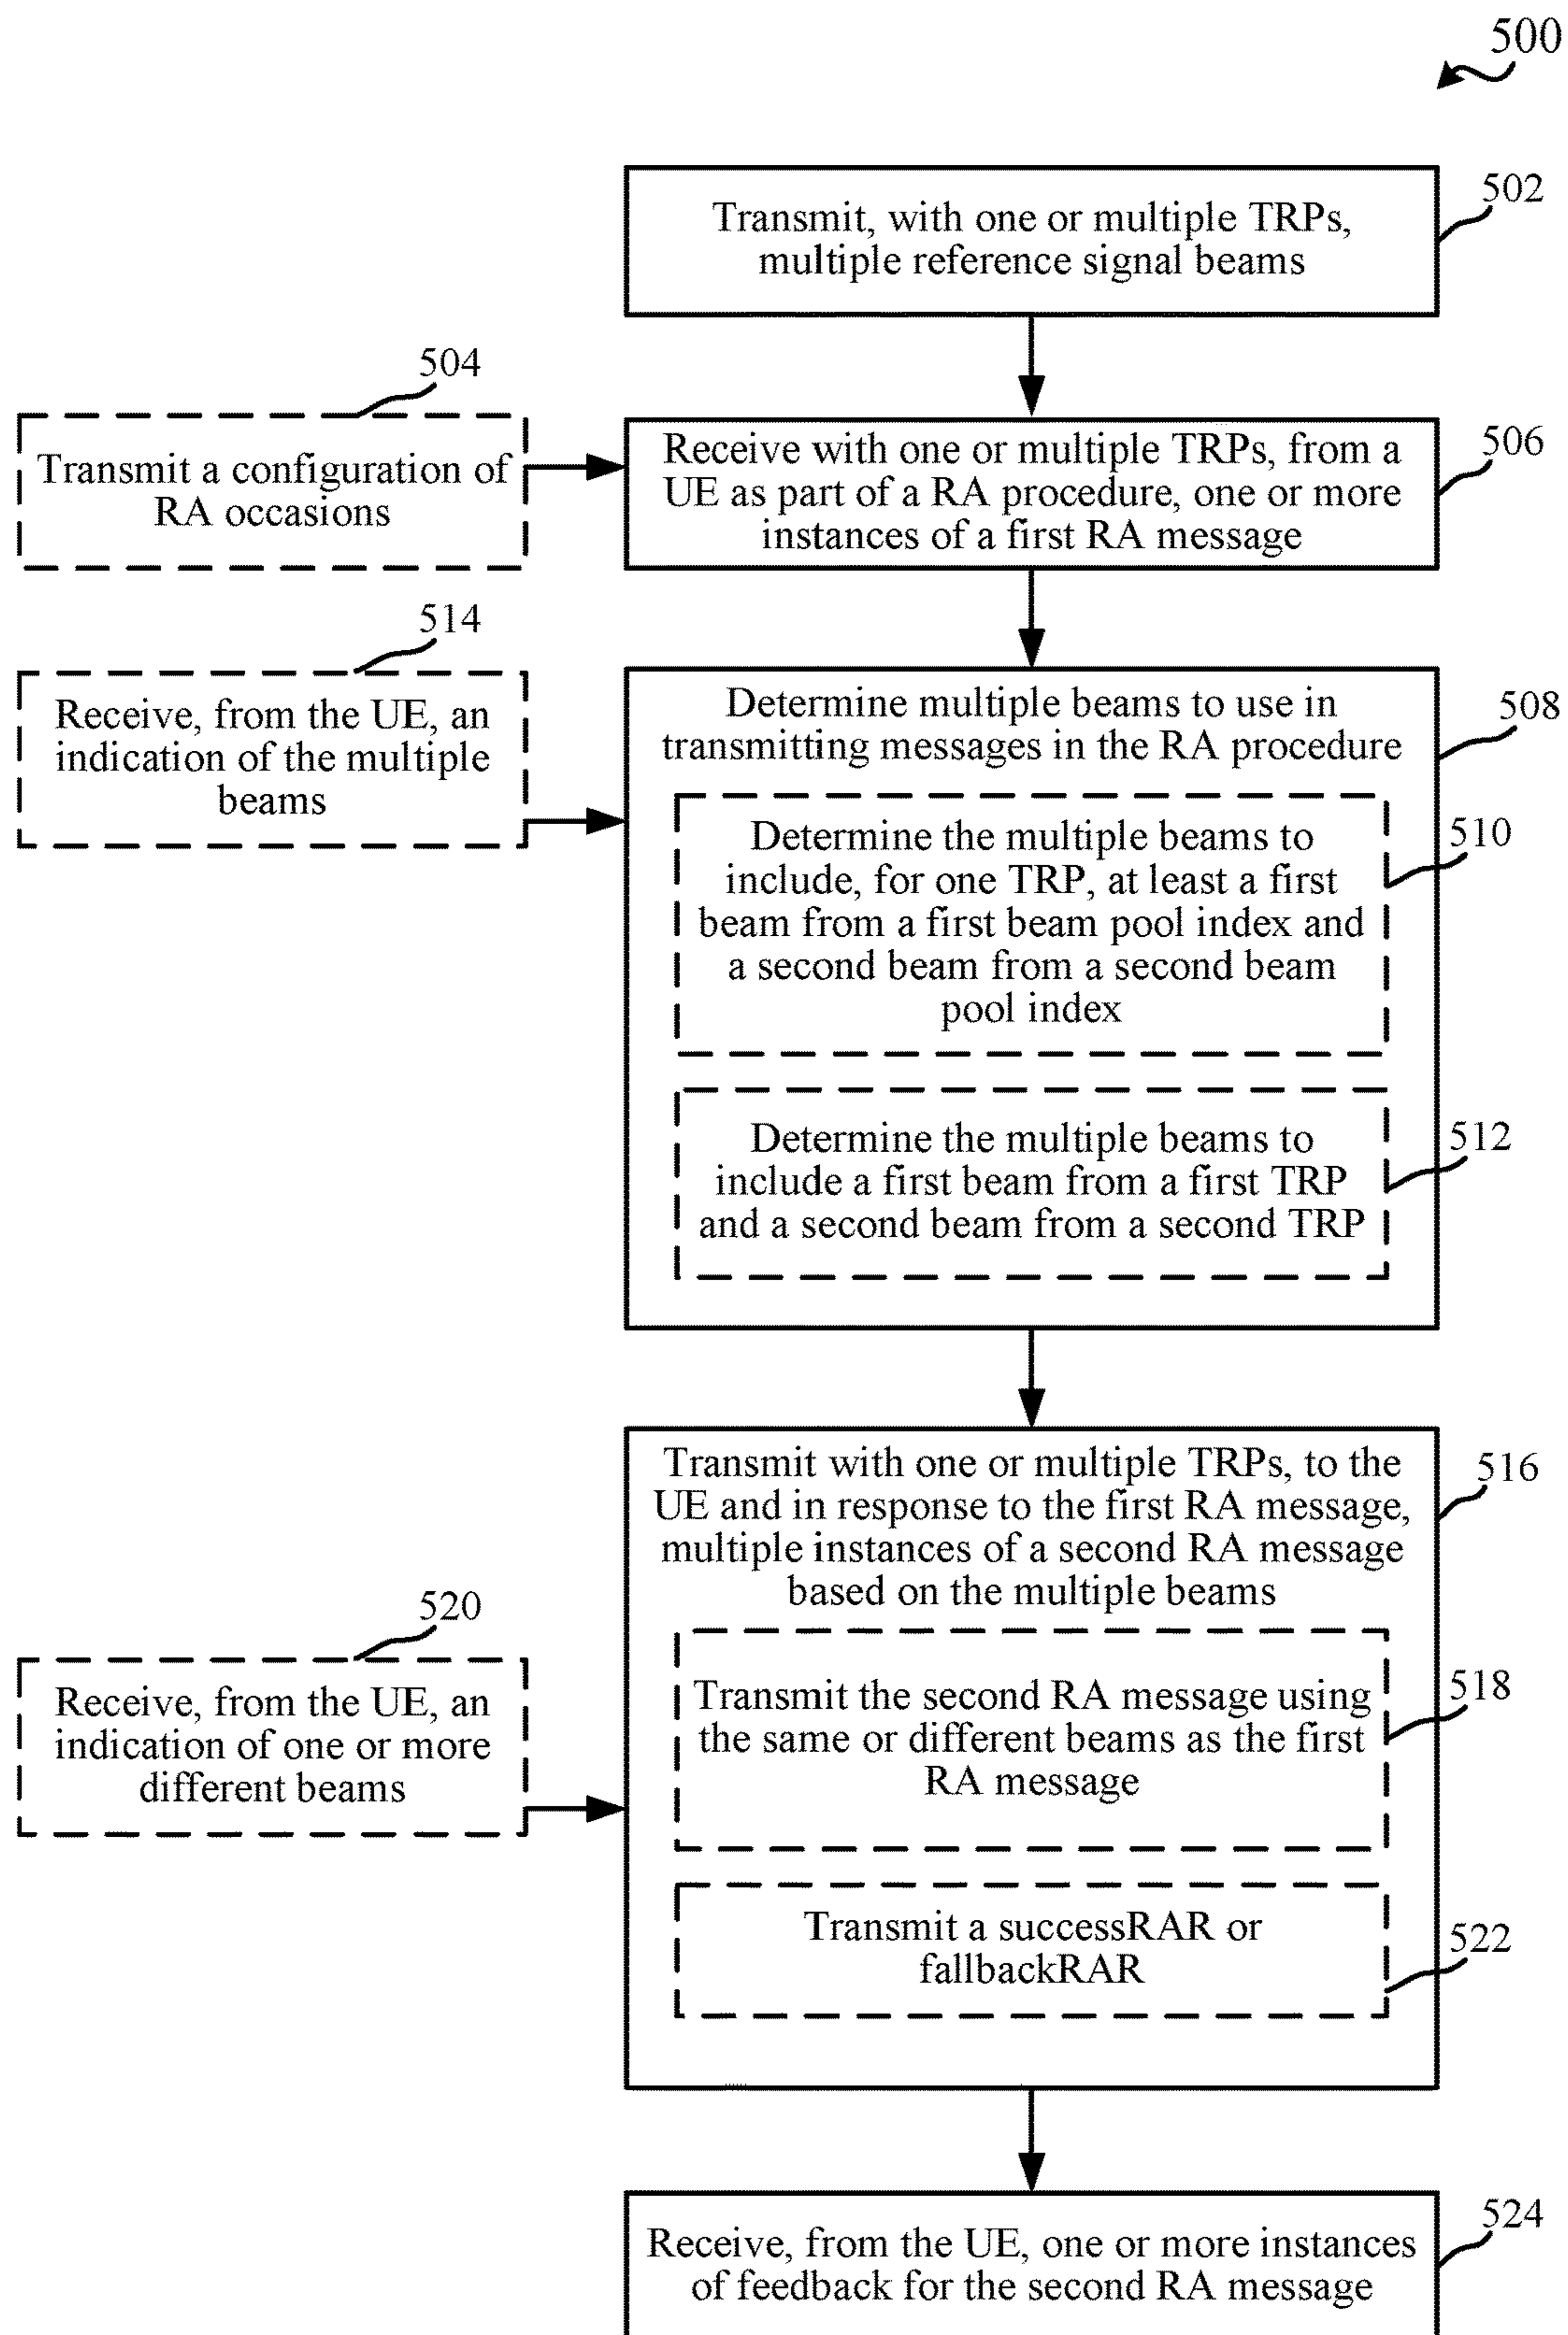 500
502
Transmit, with one or multiple TRPs,
multiple reference signal beams
504
Transmit a configuration of
RA occasions
506
Receive with one or multiple TRPs, from a
UE as part of a RA procedure, one or more
instances of a first RA message
514
Receive, from the UE, an
indication of the multiple
beams
508
Determine multiple beams to use in
transmitting messages in the RA procedure
510
Determine the multiple beams to
include, for one TRP, at least a first
beam from a first beam pool index and
a second beam from a second beam
pool index
512
Determine the multiple beams to
include a first beam from a first TRP
and a second beam from a second TRP
516
Transmit with one or multiple TRPs, to the
UE and in response to the first RA message,
multiple instances of a second RA message
based on the multiple beams
520
Receive, from the UE, an
indication of one or more
different beams
518
Transmit the second RA message using
the same or different beams as the first
RA message
522
Transmit a successRAR or
fallbackRAR
524
Receive, from the UE, one or more instances
of feedback for the second RA message